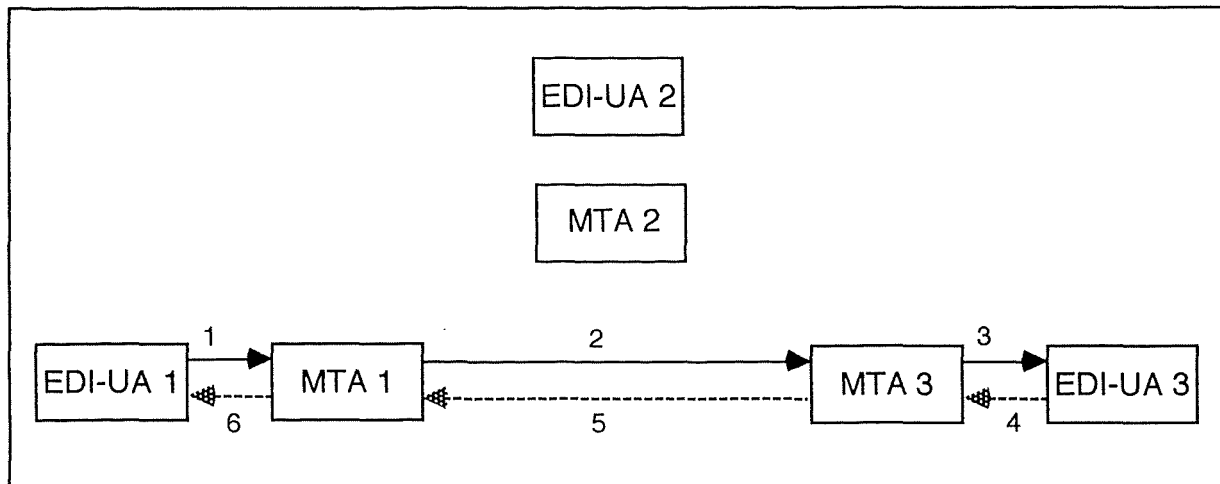 EDI-UA 2
MTA 2
1
2
3
EDI-UA 1
MTA 1
MTA 3
EDI-UA 3
6
5
4